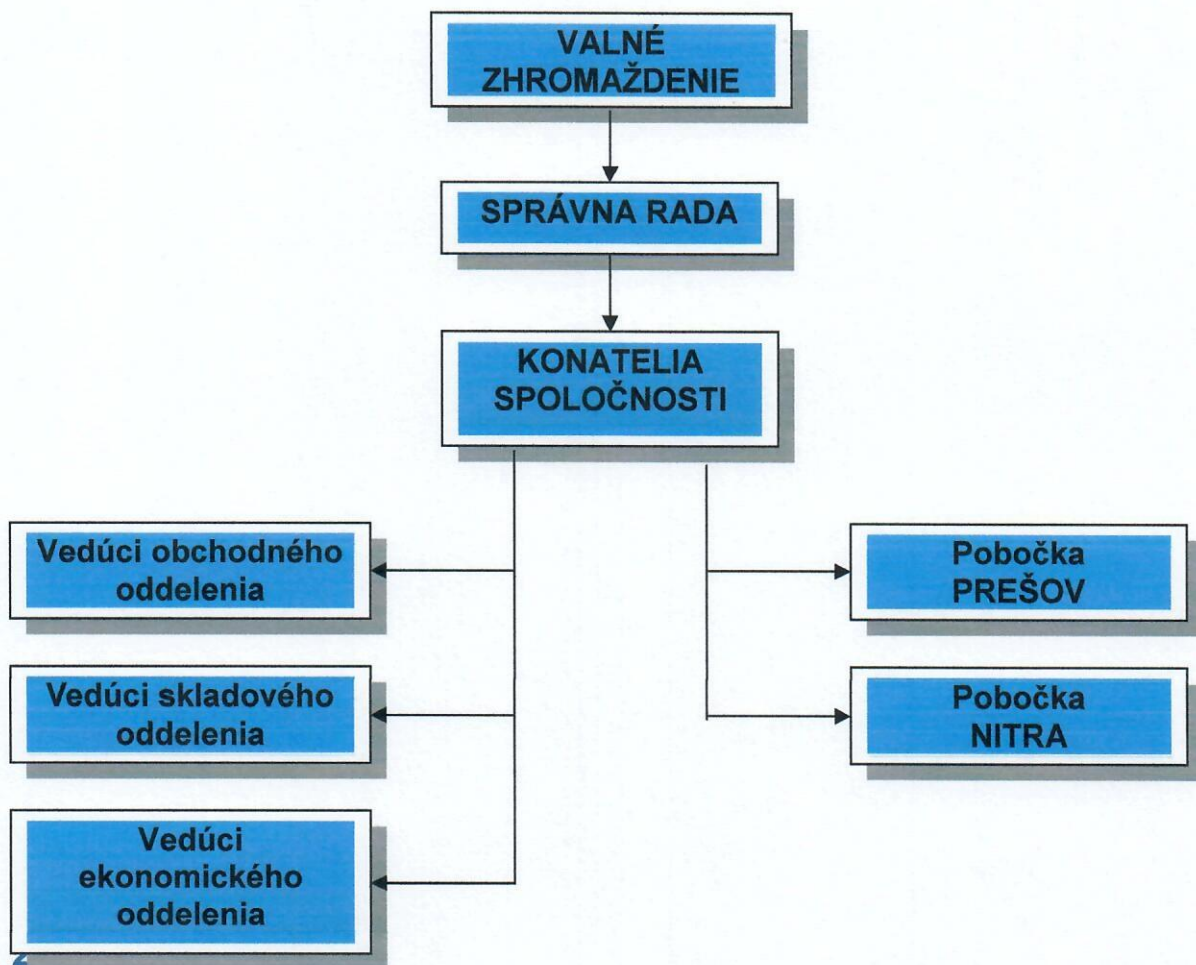 VALNÉ
ZHROMAŽDENIE
SPRÁVNA RADA
KONATELIA
SPOLOČNOSTI
Vedúci obchodného
oddelenia
Vedúci skladového
oddelenia
Vedúci
ekonomického
oddelenia
Pobočka
PREŠOV
Pobočka
NITRA